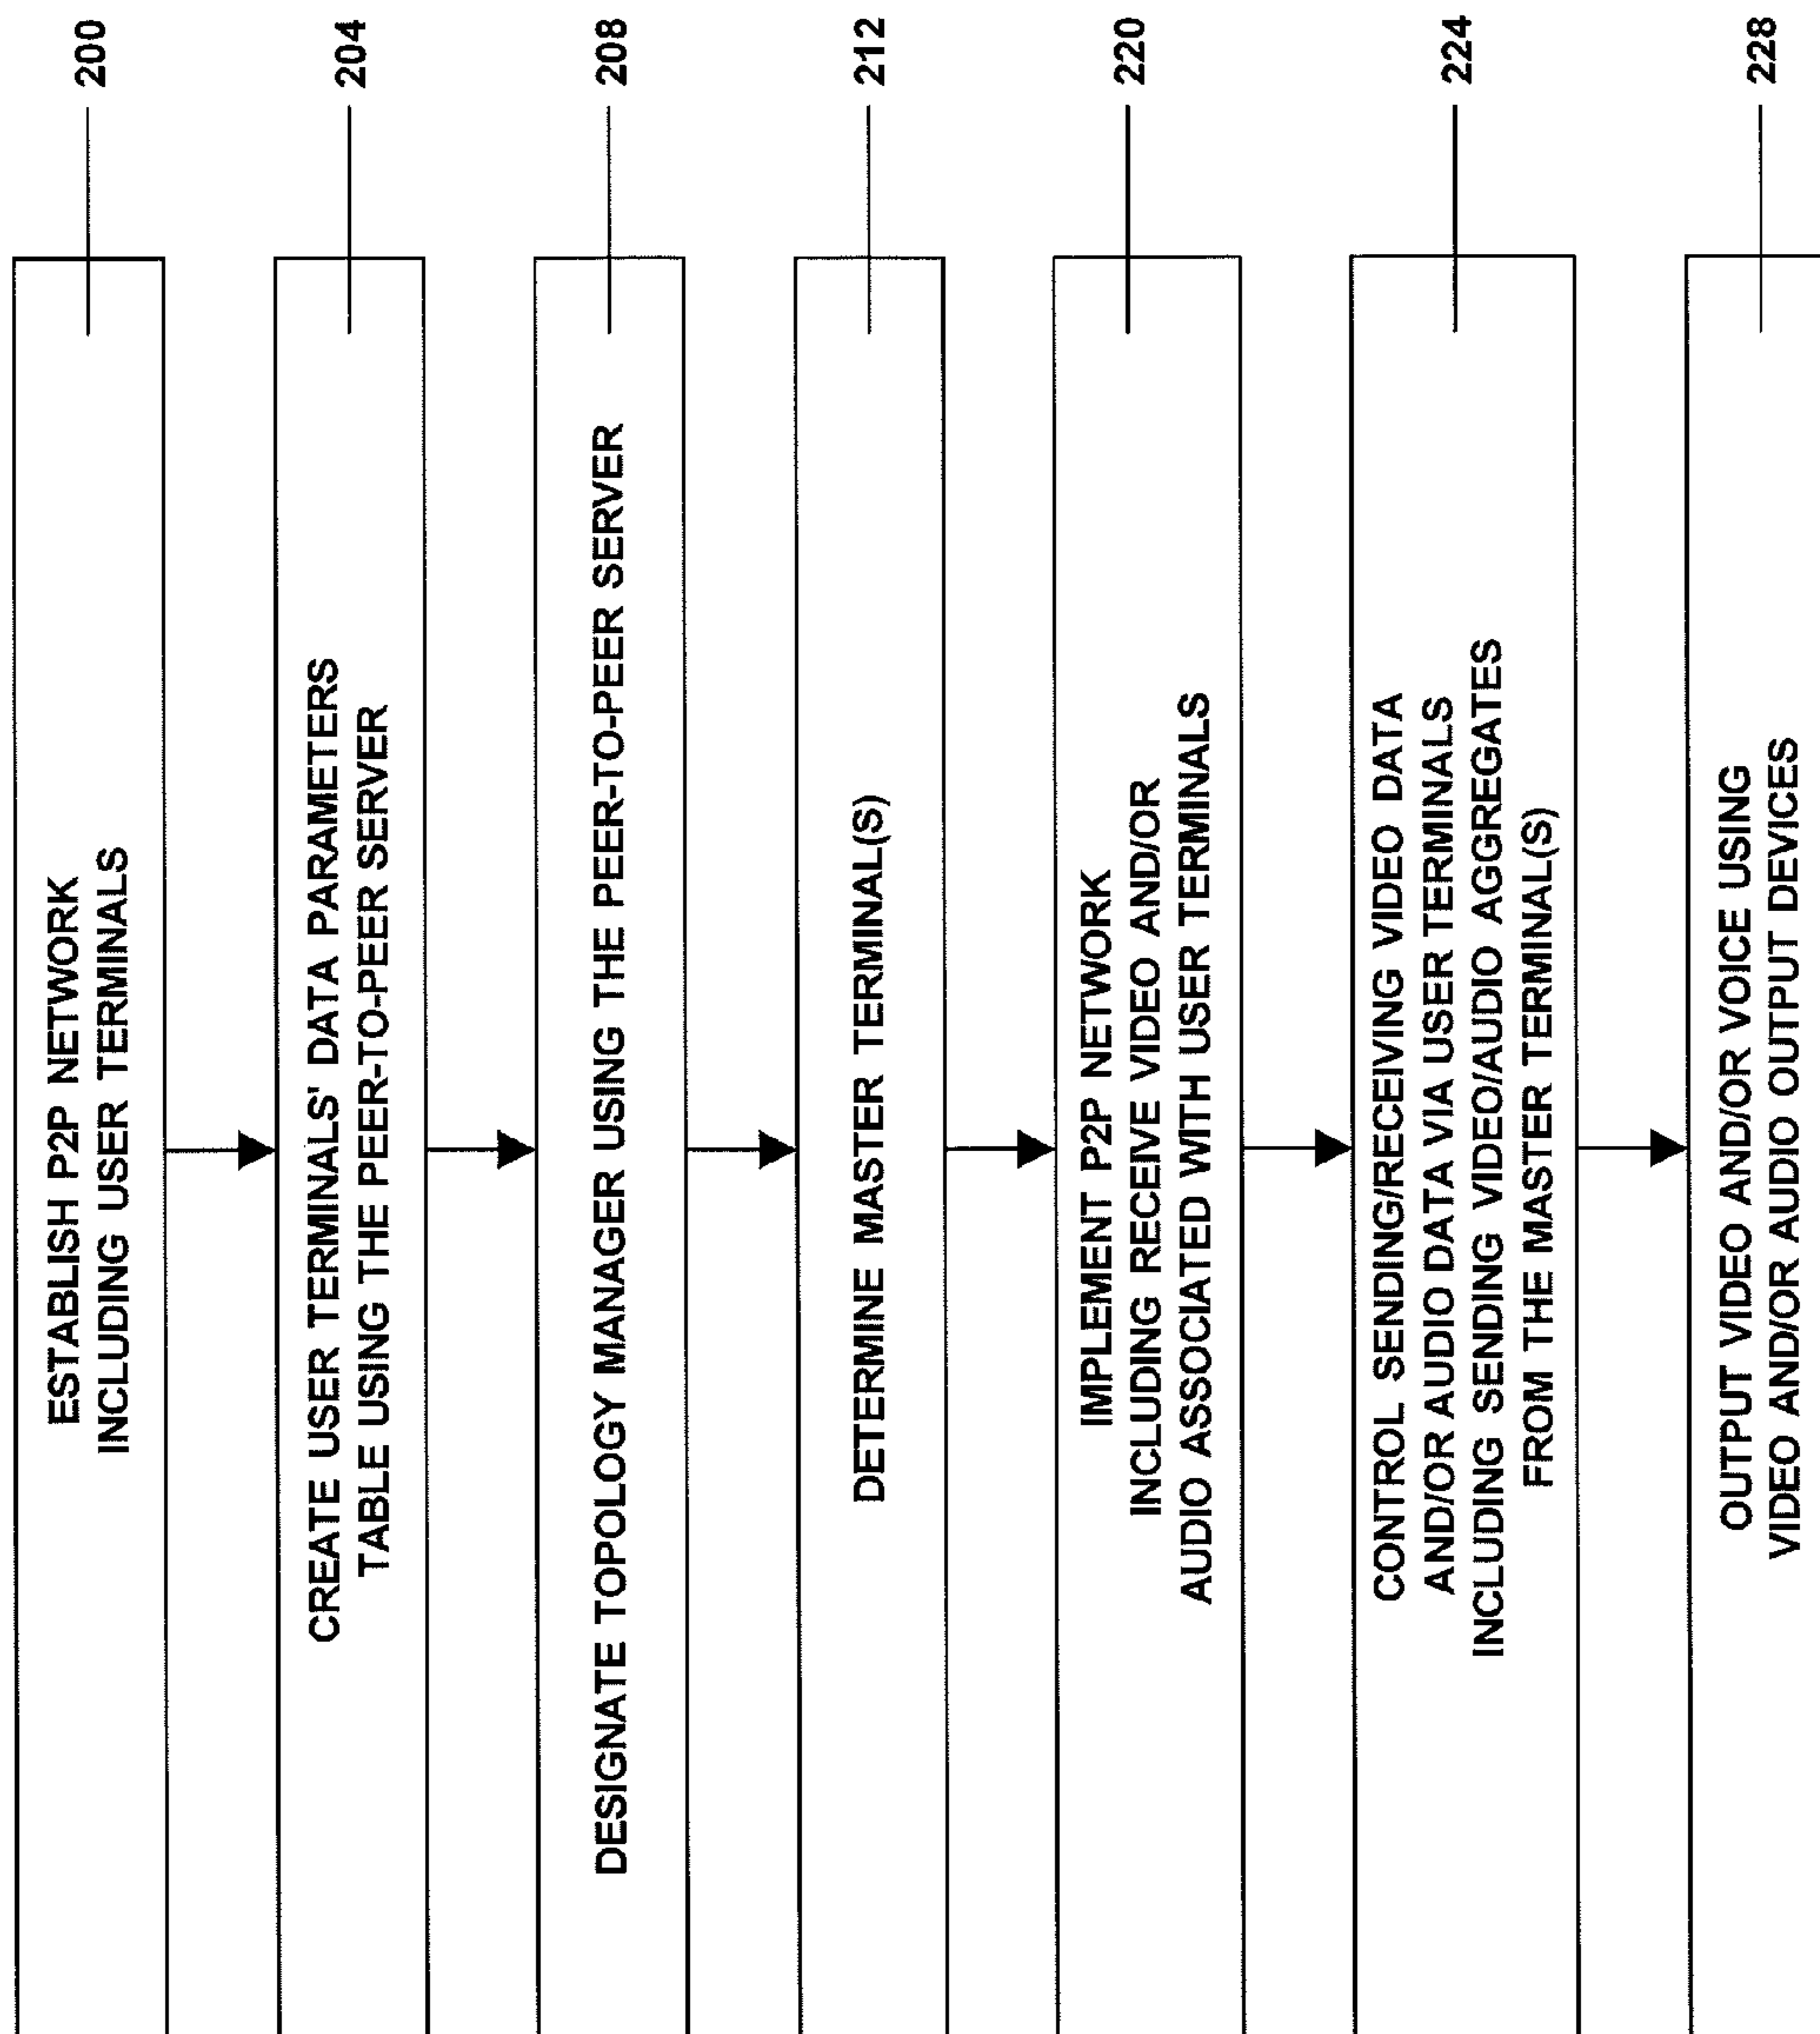 ESTABLISH P2P NETWORK
INCLUDING USER TERMINALS
200
CREATE USER TERMINALS' DATA PARAMETERS
TABLE USING THE PEER-TO-PEER SERVER
204
DESIGNATE TOPOLOGY MANAGER USING THE PEER-TO-PEER SERVER
208
DETERMINE MASTER TERMINAL(S)
212
IMPLEMENT P2P NETWORK
INCLUDING RECEIVE VIDEO AND/OR
AUDIO ASSOCIATED WITH USER TERMINALS
220
CONTROL SENDING/RECEIVING VIDEO DATA
AND/OR AUDIO DATA VIA USER TERMINALS
INCLUDING SENDING VIDEO/AUDIO AGGREGATES
FROM THE MASTER TERMINAL(S)
224
OUTPUT VIDEO AND/OR VOICE USING
VIDEO AND/OR AUDIO OUTPUT DEVICES
228